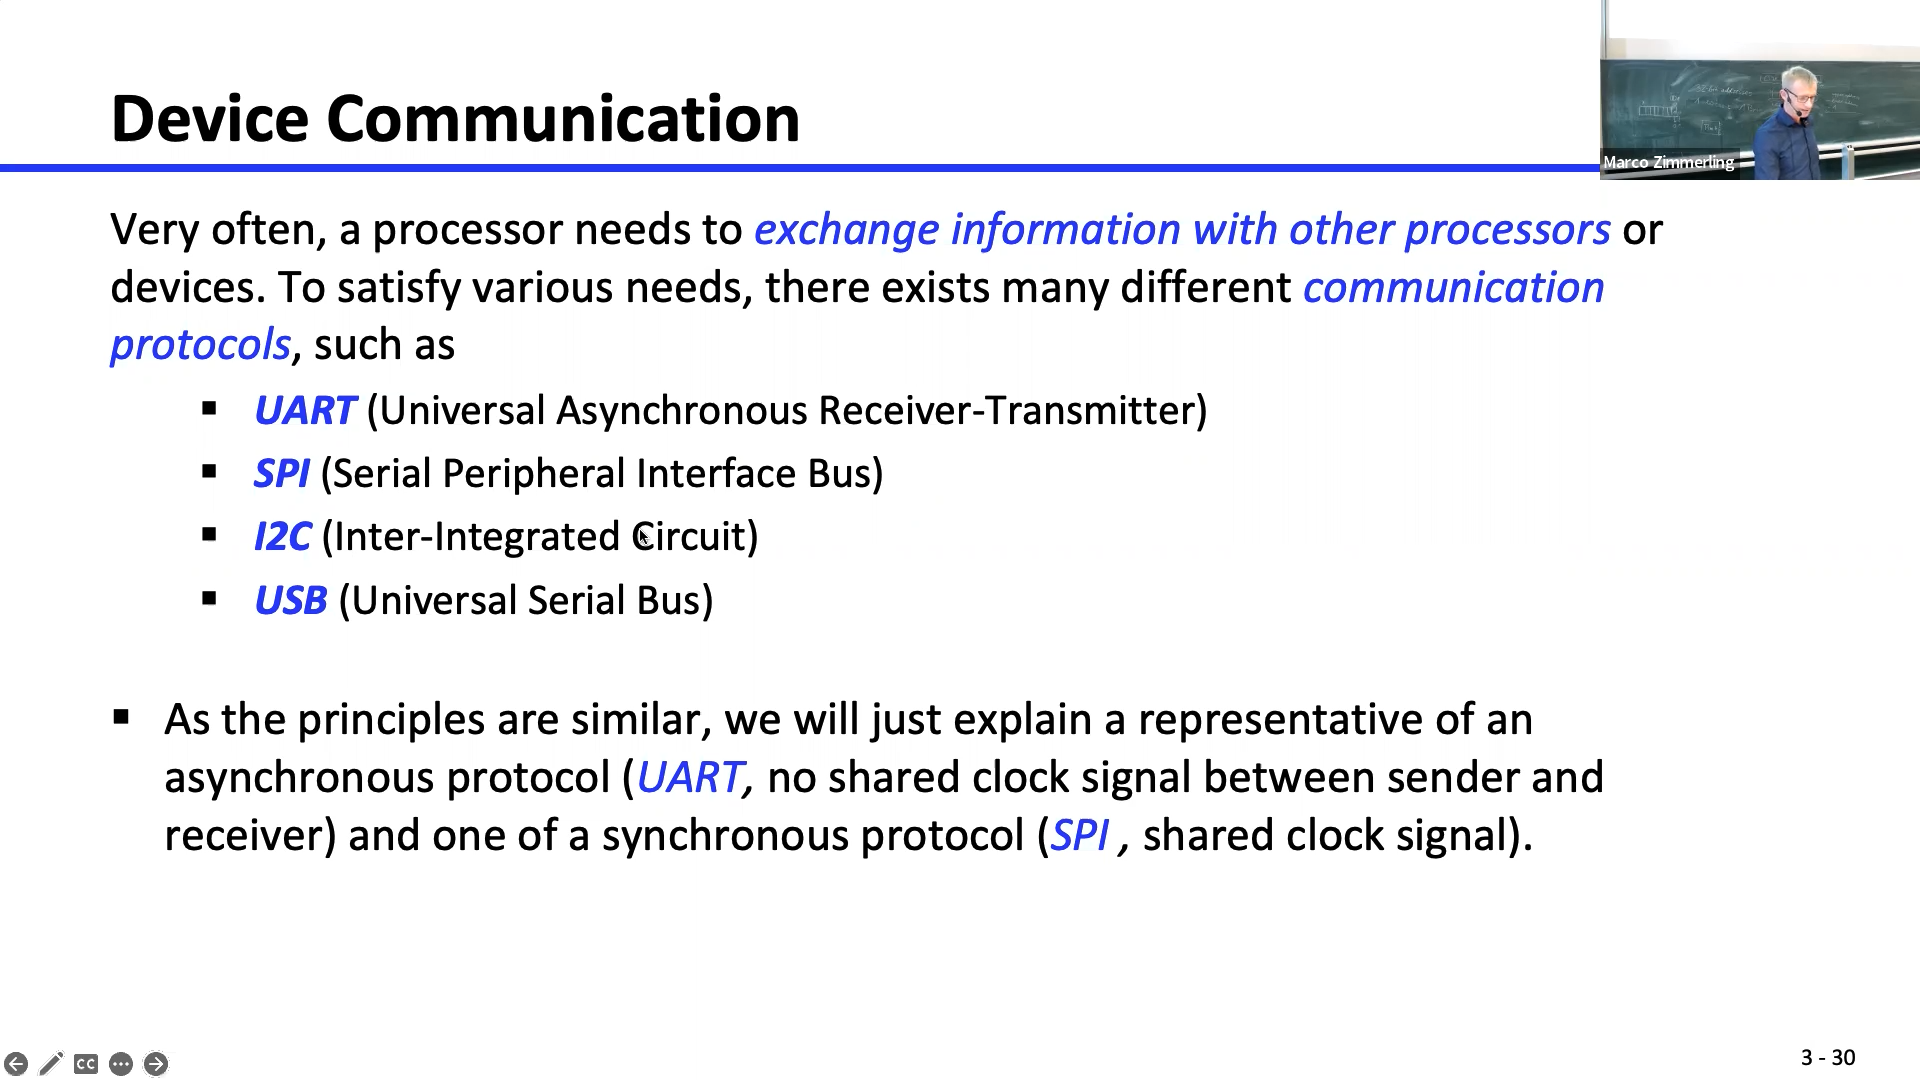 Device Communication
Marco Zimmerling
Very often, a processor needs to exchange information with other processors or
devices. To satisfy various needs, there exists many different communication
protocols, such as
▪ UART (Universal Asynchronous Receiver-Transmitter)
▪ SPI (Serial Peripheral Interface Bus)
▪ I2C (Inter-Integrated Circuit)
▪ USB (Universal Serial Bus)
▪ As the principles are similar, we will just explain a representative of an
asynchronous protocol (UART, no shared clock signal between sender and
receiver) and one of a synchronous protocol (SPI , shared clock signal).
CC
3 - 30